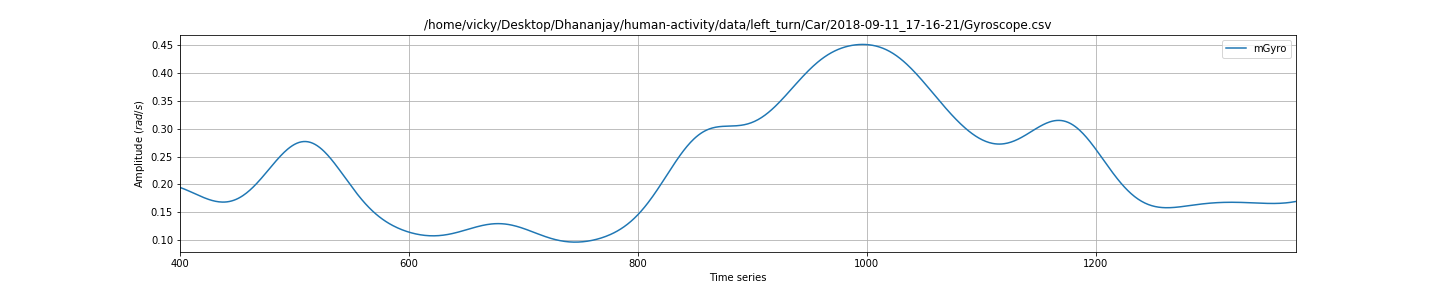 /home/vicky/Desktop/Dhananjay/human-activity/data/left_turn/Car/2018-09-11_17-16-21/Gyroscope.csv
mGyro
Amplitude (rad/s)
0.45
0.40
0.35
0.30
0.25
0.20
0.15
0.10
400 600 800 1000 1200
Time series